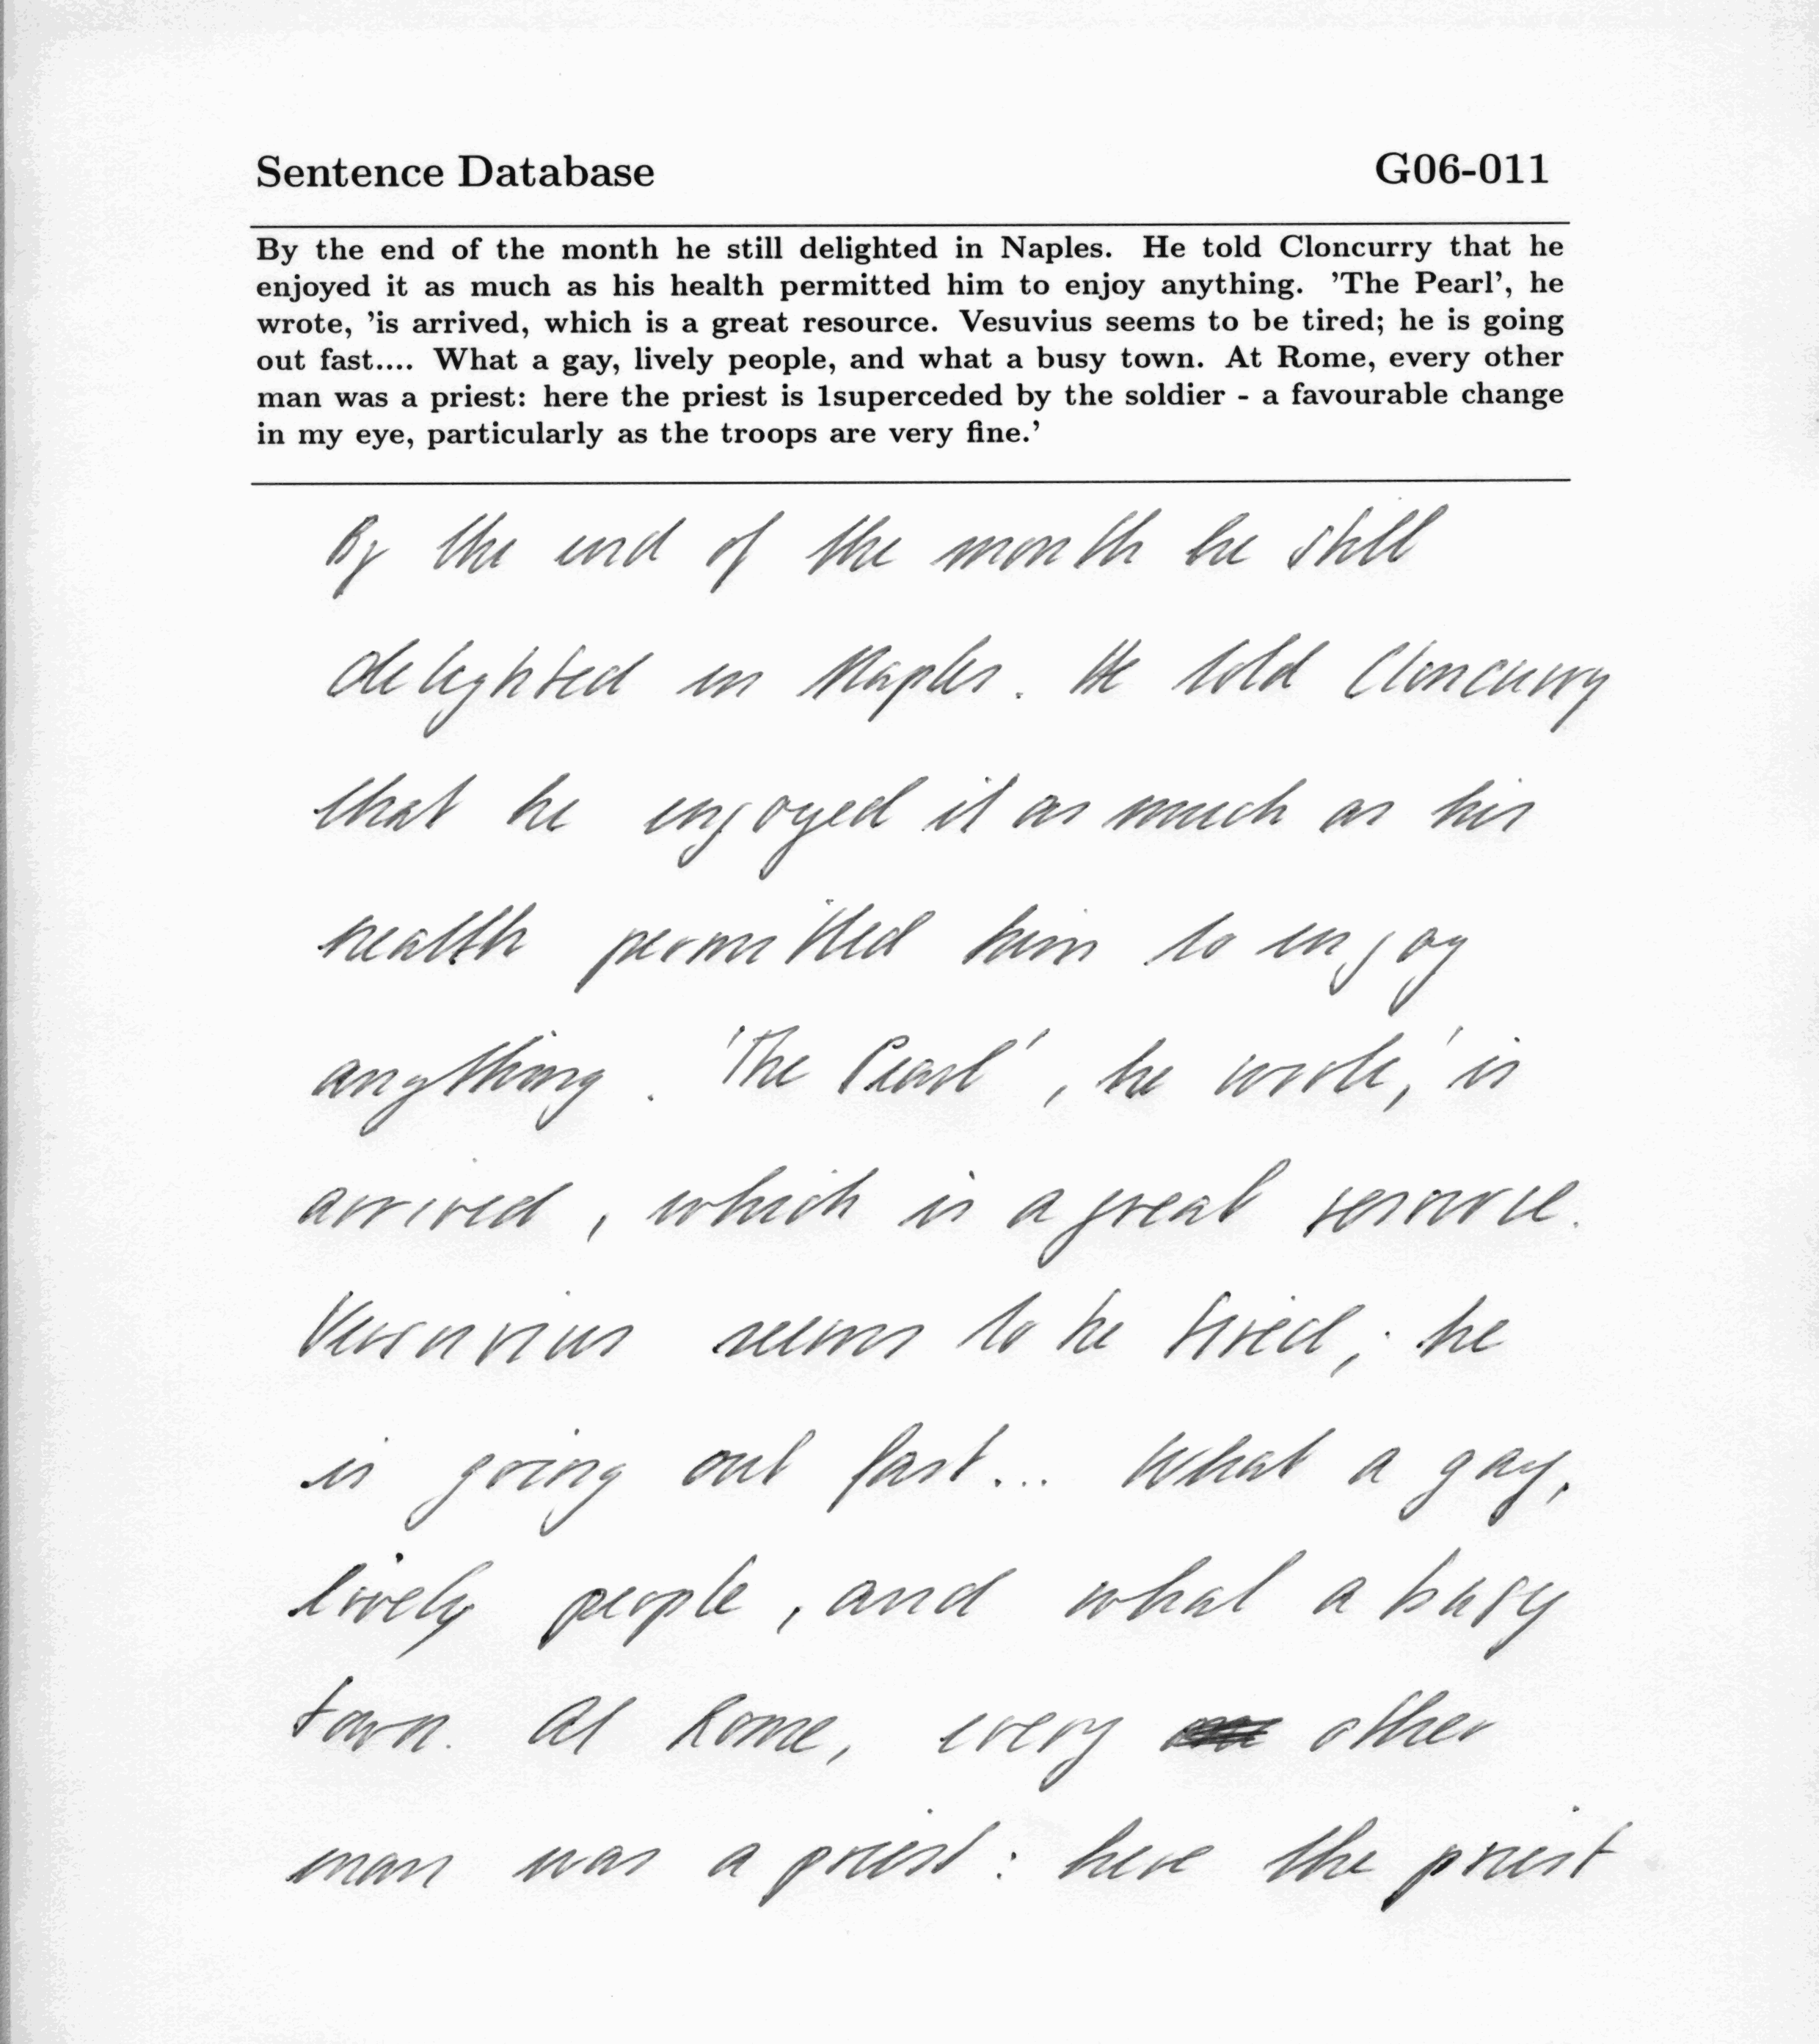 Sentence Database G06-011
By the end of the month he still delighted in Naples. He told Cloncurry that he
enjoyed it as much as his health permitted him to enjoy anything. 'The Pearl', he
wrote, 'is arrived, which is a great resource. Vesuvius seems to be tired; he is going
out fast.... What a gay, lively people, and what a busy town. At Rome, every other
man was a priest: here the priest is 1superceded by the soldier - a favourable change
in my eye, particularly as the troops are very fine.'
By the end of the month he still
delighted in Naples. He told Cloncurry
that he enjoyed it as much as his
health permitted him to enjoy
anything. 'The Pearl', he wrote, 'is
arrived, which is a great resource.
Vesuvius seems to be tired; he
is going out fast... What a gay,
lively people, and what a busy
town. At Rome, every other
man was a priest: here the priest